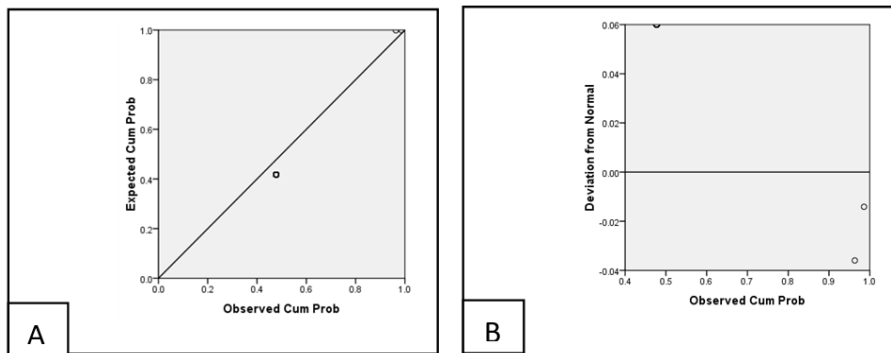 1.0
0.8
0.6
0.4
0.2
0.0
Expected Cum Prob
0.0 0.2 0.4 0.6 0.8 1.0
Observed Cum Prob
A
0.06
0.04
0.02
0.00
-0.02
-0.04
Deviation from Normal
0.4 0.5 0.6 0.7 0.8 0.9 1.0
Observed Cum Prob
B